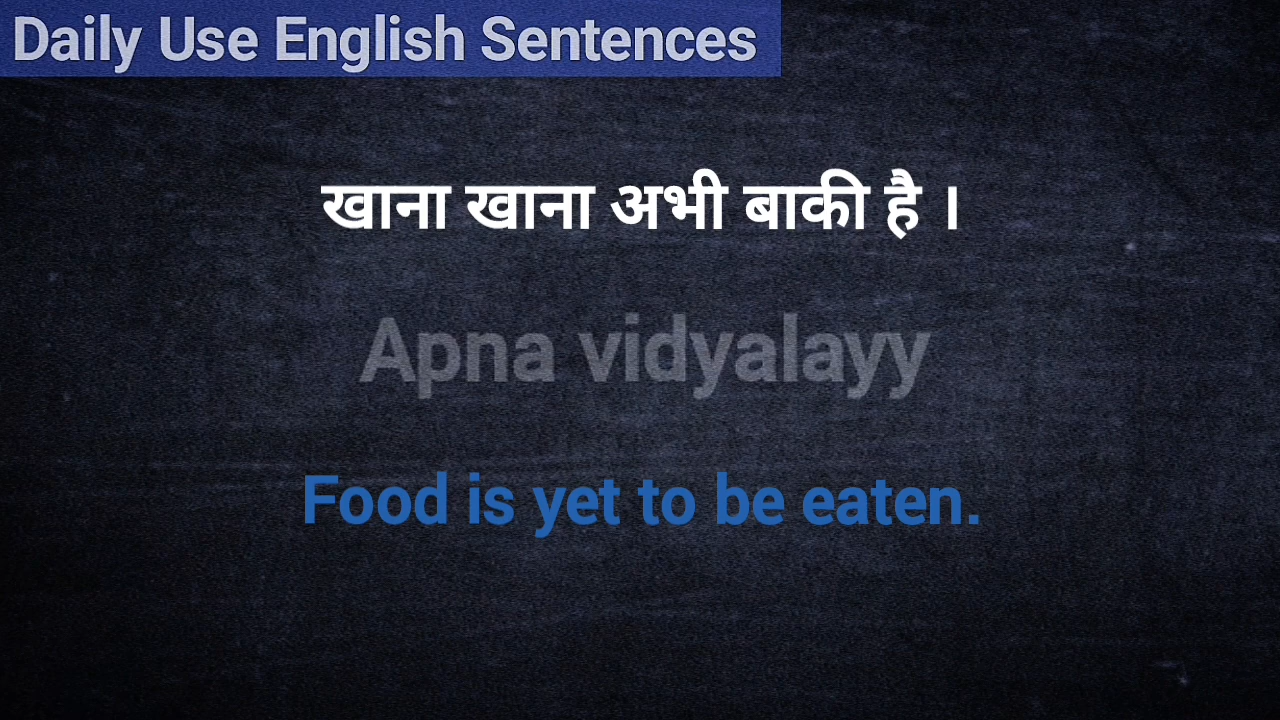 Daily Use English Sentences
खाना खाना अभी बाकी है ।
Apna vidyalayy
Food is yet to be eaten.